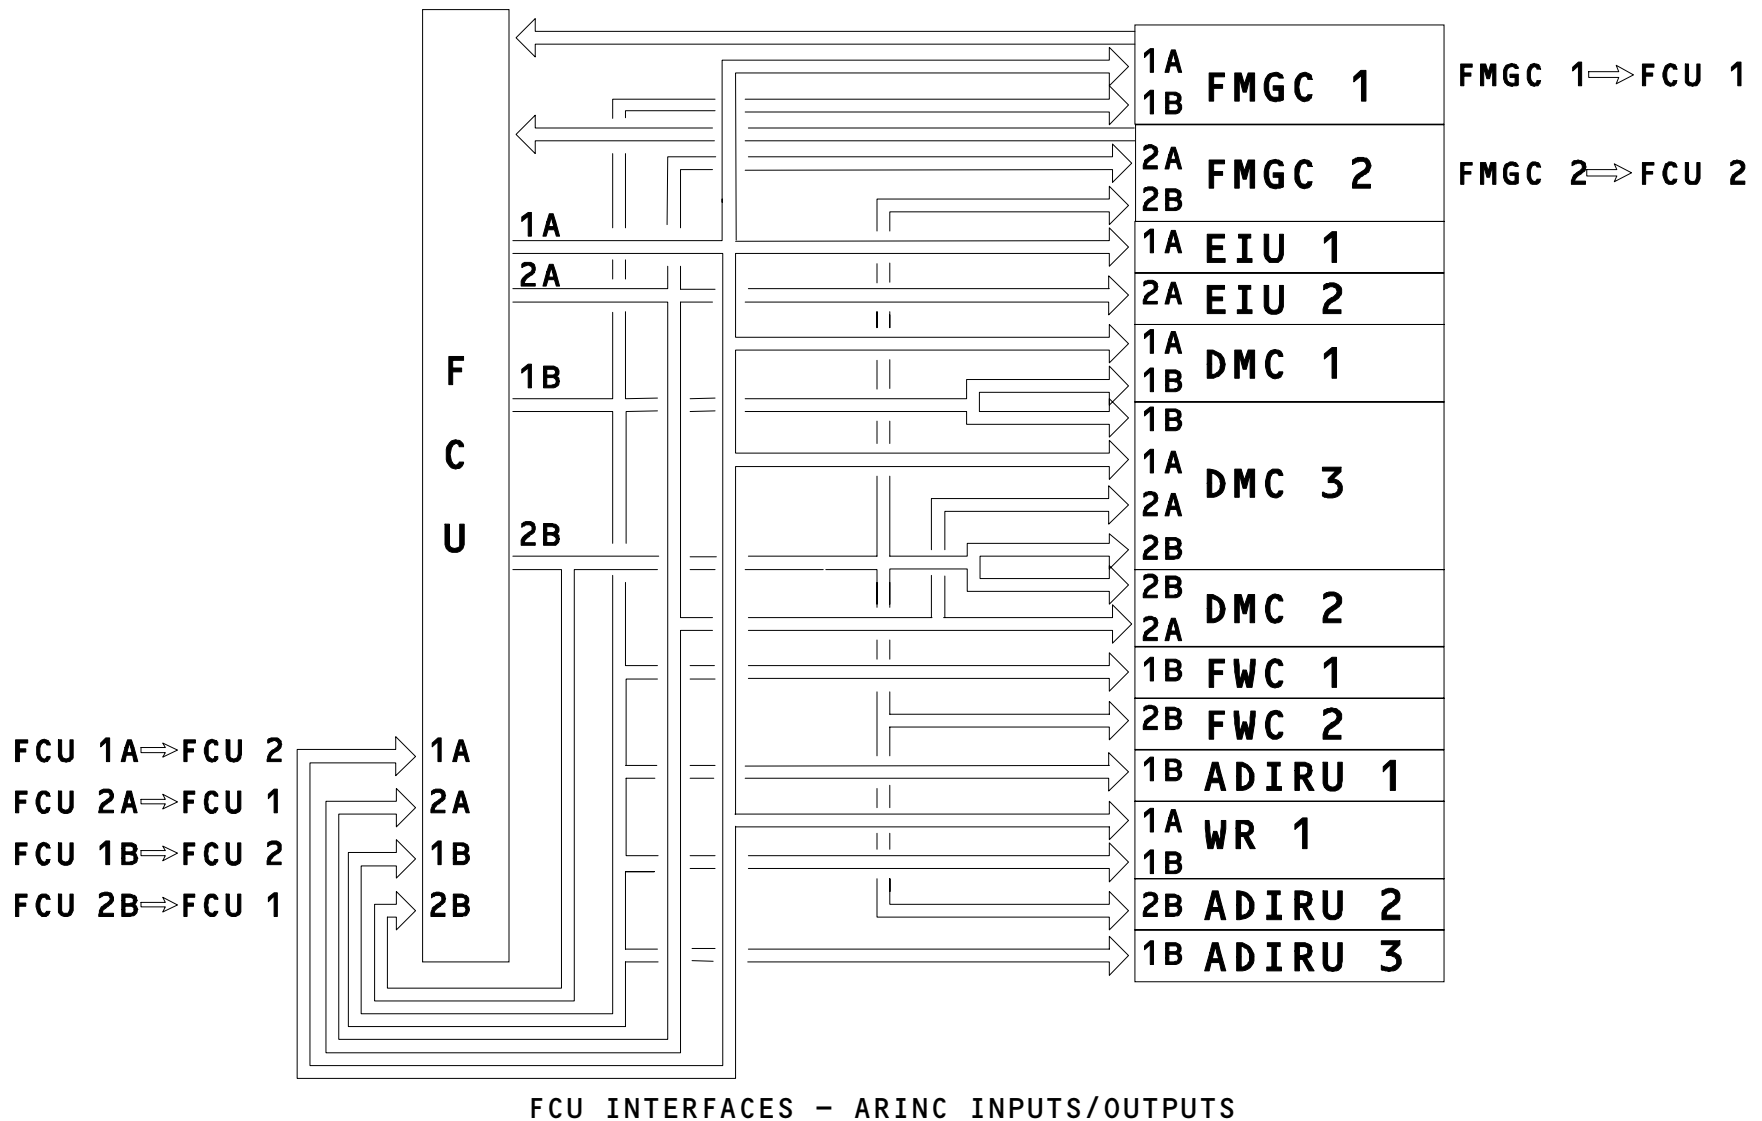 1A
FMGC 1
1B
FMGC 1⇨FCU 1
2A
FMGC 2
2B
FMGC 2⇨FCU 2
1A
2A
1B
2B
F
C
U
1A EIU 1
2A EIU 2
1A
DMC 1
1B
1B
1A
DMC 3
2A
2B
2B
DMC 2
2A
1B FWC 1
2B FWC 2
1B ADIRU 1
1A
WR 1
1B
2B ADIRU 2
1B ADIRU 3
FCU 1A⇨FCU 2
1A
FCU 2A⇨FCU 1
2A
FCU 1B⇨FCU 2
1B
FCU 2B⇨FCU 1
2B
FCU INTERFACES – ARINC INPUTS/OUTPUTS